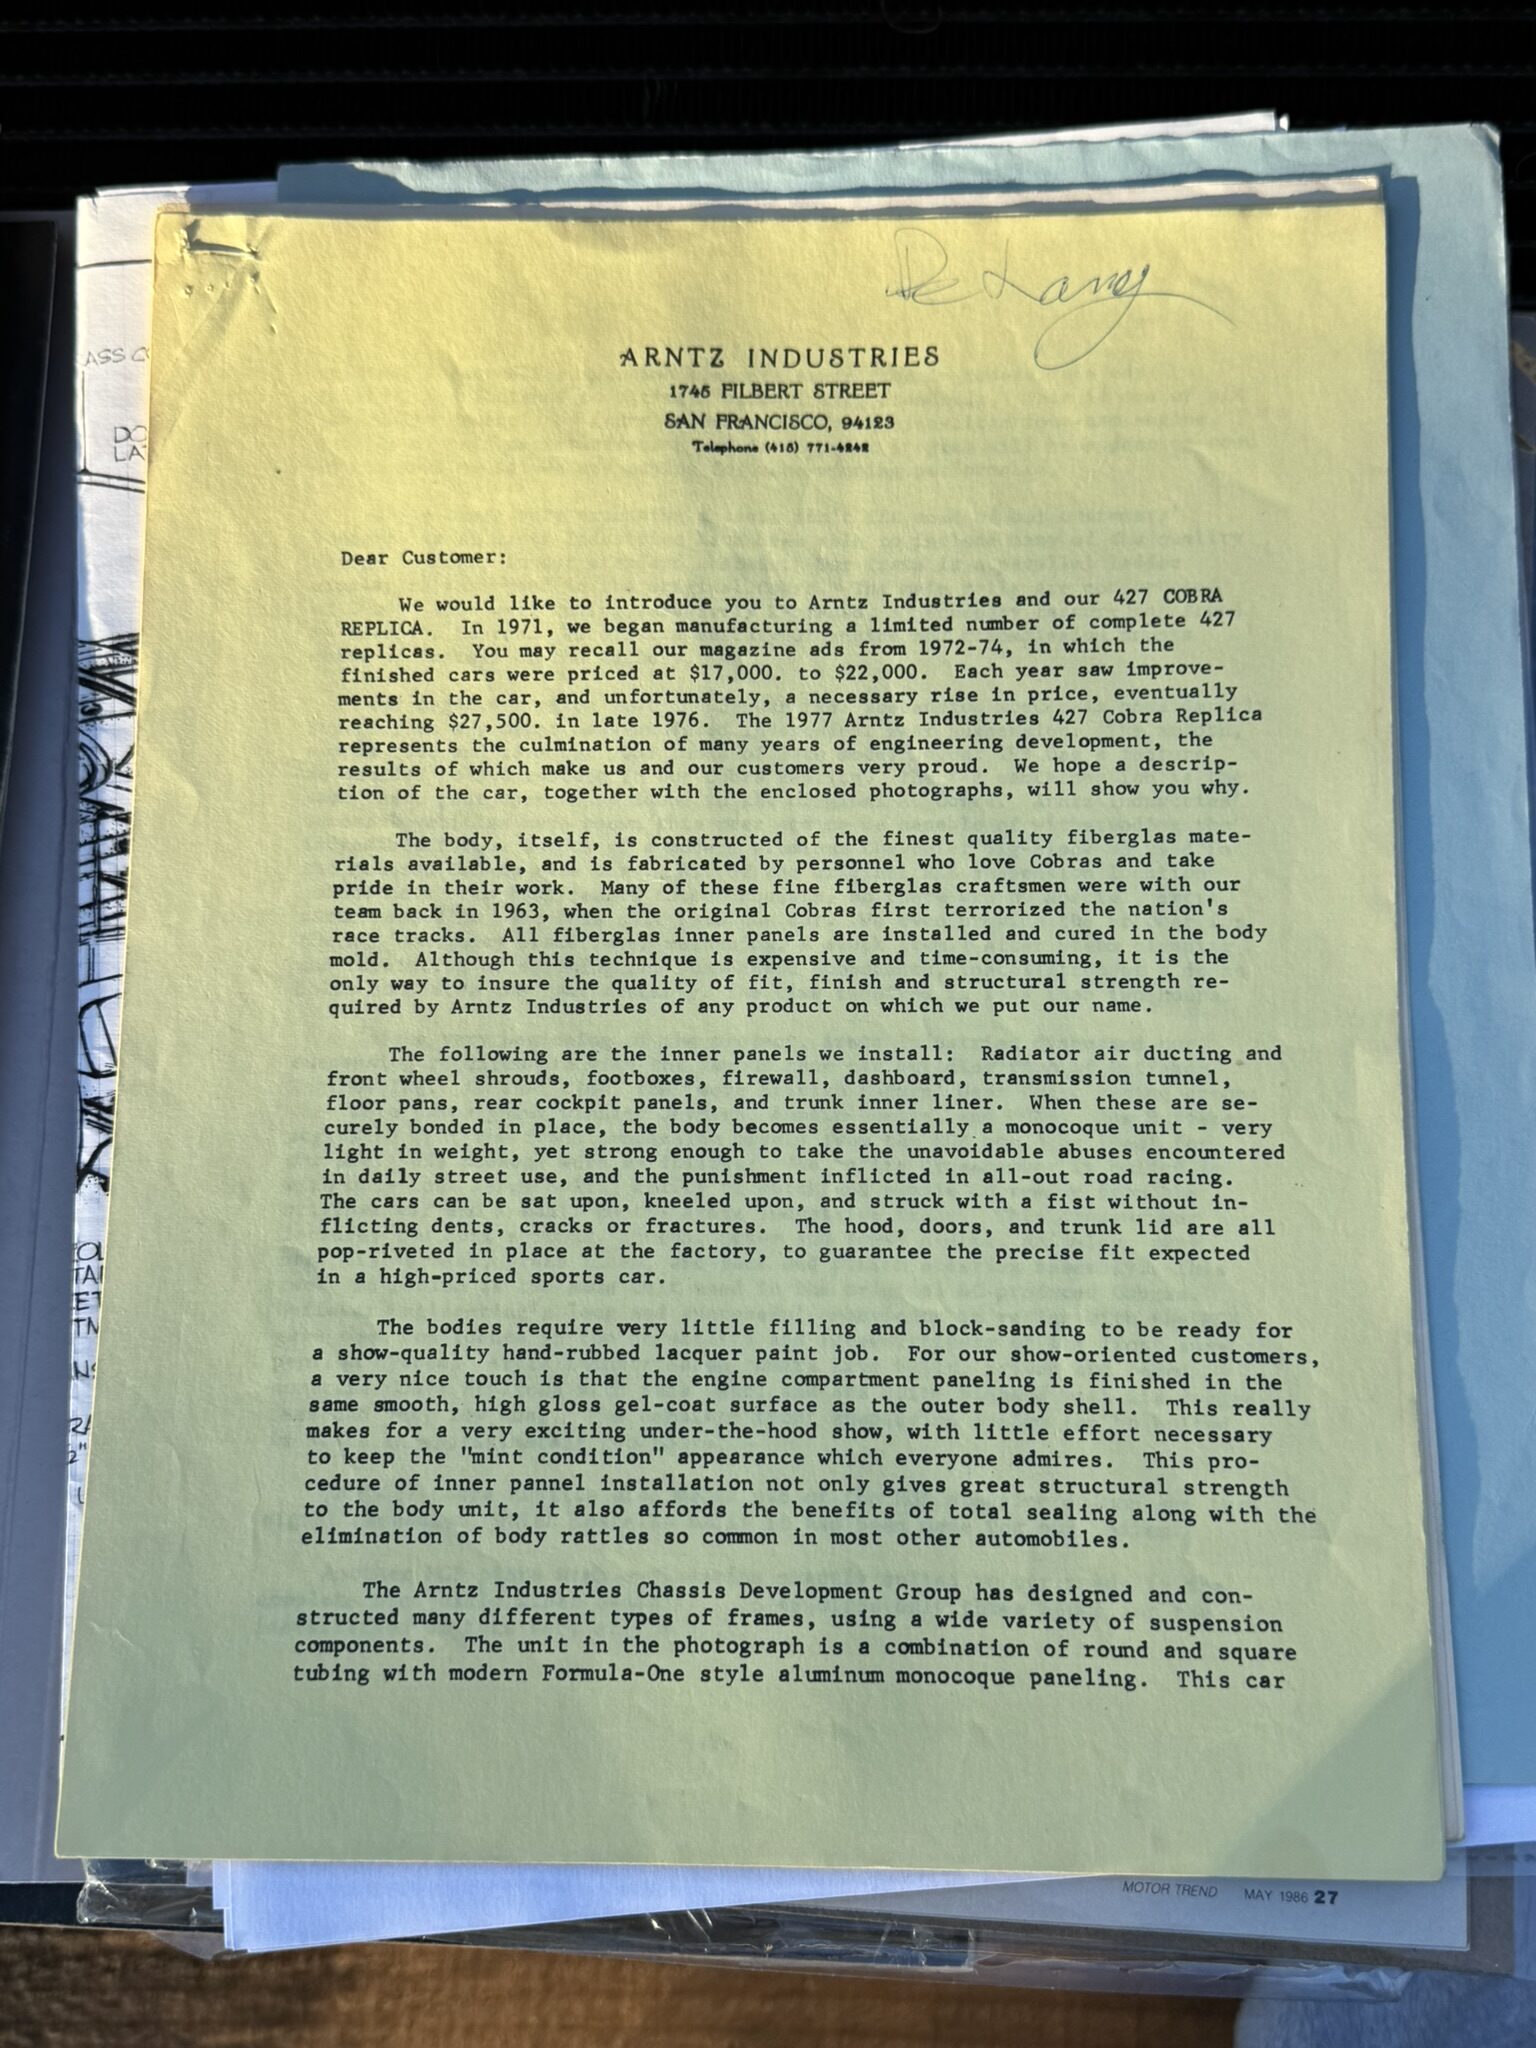 ARNTZ INDUSTRIES
1745 FILBERT STREET
SAN FRANCISCO, 94123
Telephone (415) 771-4242
Dear Customer:
We would like to introduce you to Arntz Industries and our 427 COBRA
REPLICA. In 1971, we began manufacturing a limited number of complete 427
replicas. You may recall our magazine ads from 1972-74, in which the
finished cars were priced at $17,000. to $22,000. Each year saw improve-
ments in the car, and unfortunately, a necessary rise in price, eventually
reaching $27,500. in late 1976. The 1977 Arntz Industries 427 Cobra Replica
represents the culmination of many years of engineering development, the
results of which make us and our customers very proud. We hope a descrip-
tion of the car, together with the enclosed photographs, will show you why.
The body, itself, is constructed of the finest quality fiberglas mate-
rials available, and is fabricated by personnel who love Cobras and take
pride in their work. Many of these fine fiberglas craftsmen were with our
team back in 1963, when the original Cobras first terrorized the nation's
race tracks. All fiberglas inner panels are installed and cured in the body
mold. Although this technique is expensive and time-consuming, it is the
only way to insure the quality of fit, finish and structural strength re-
quired by Arntz Industries of any product on which we put our name.
The following are the inner panels we install: Radiator air ducting and
front wheel shrouds, footboxes, firewall, dashboard, transmission tunnel,
floor pans, rear cockpit panels, and trunk inner liner. When these are se-
curely bonded in place, the body becomes essentially a monocoque unit - very
light in weight, yet strong enough to take the unavoidable abuses encountered
in daily street use, and the punishment inflicted in all-out road racing.
The cars can be sat upon, kneeled upon, and struck with a fist without in-
flicting dents, cracks or fractures. The hood, doors, and trunk lid are all
pop-riveted in place at the factory, to guarantee the precise fit expected
in a high-priced sports car.
The bodies require very little filling and block-sanding to be ready for
a show-quality hand-rubbed lacquer paint job. For our show-oriented customers,
a very nice touch is that the engine compartment paneling is finished in the
same smooth, high gloss gel-coat surface as the outer body shell. This really
makes for a very exciting under-the-hood show, with little effort necessary
to keep the "mint condition" appearance which everyone admires. This pro-
cedure of inner pannel installation not only gives great structural strength
to the body unit, it also affords the benefits of total sealing along with the
elimination of body rattles so common in most other automobiles.
The Arntz Industries Chassis Development Group has designed and con-
structed many different types of frames, using a wide variety of suspension
components. The unit in the photograph is a combination of round and square
tubing with modern Formula-One style aluminum monocoque paneling. This car
MOTOR TREND MAY 1986 27